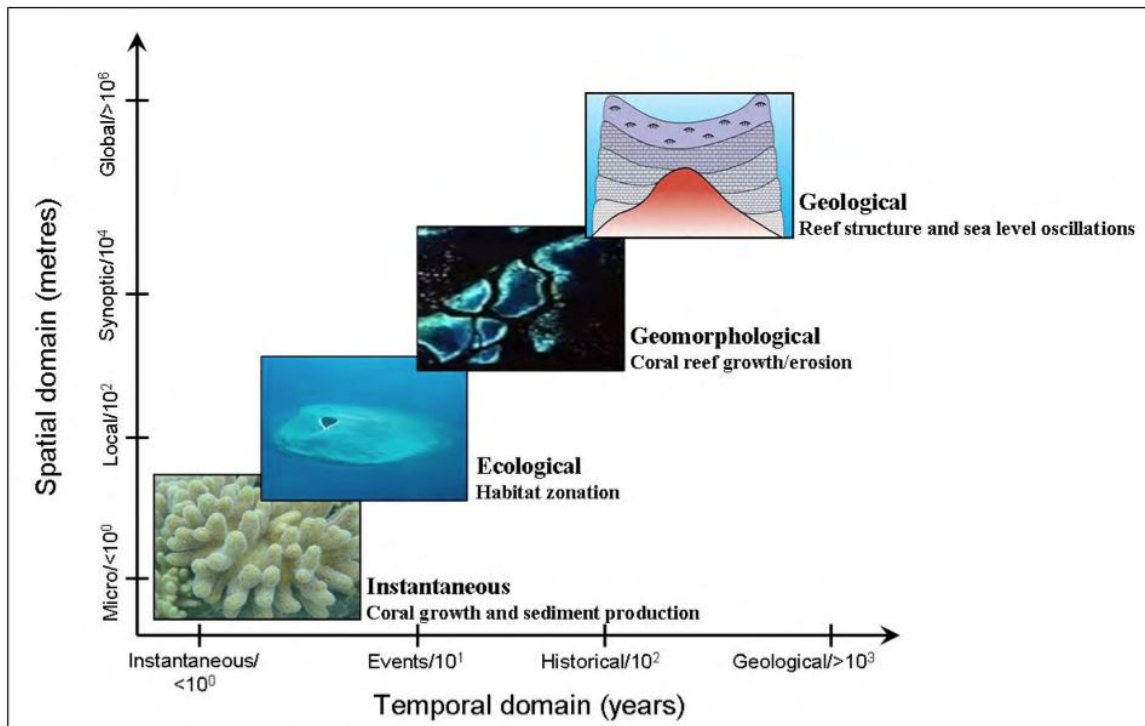 Spatial domain (metres)
Global/>10⁶
Synoptic/10⁴
Local/10²
Micro/<10⁰
Geological
Reef structure and sea level oscillations
Geomorphological
Coral reef growth/erosion
Ecological
Habitat zonation
Instantaneous
Coral growth and sediment production
Instantaneous/
<10⁰
Events/10¹
Historical/10²
Geological/>10³
Temporal domain (years)